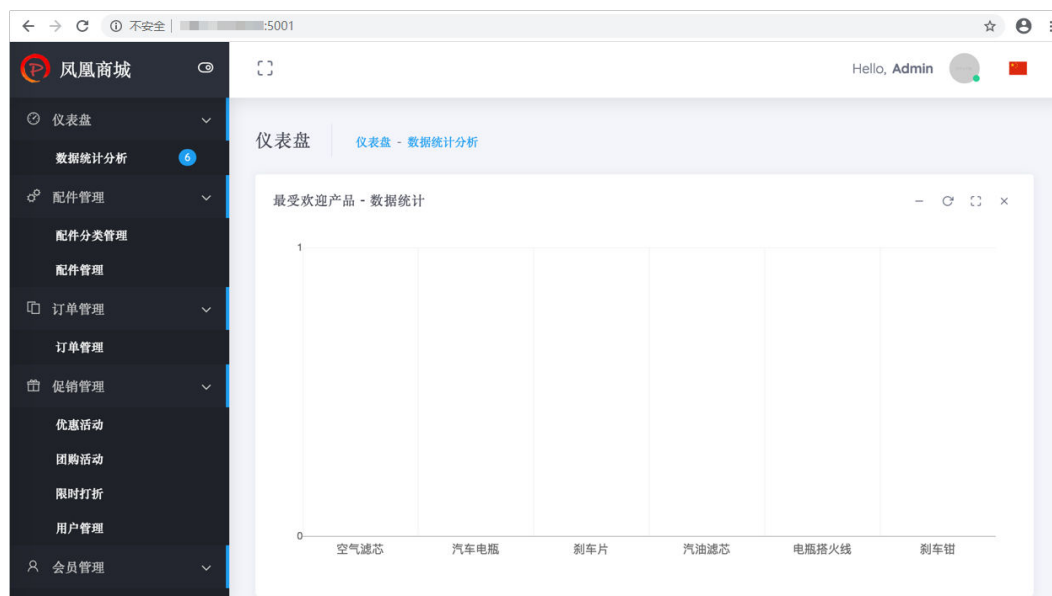 不安全 | :5001
凤凰商城
Hello, Admin
仪表盘
数据统计分析 6
配件管理
配件分类管理
配件管理
订单管理
订单管理
促销管理
优惠活动
团购活动
限时打折
用户管理
会员管理
仪表盘 仪表盘 - 数据统计分析
最受欢迎产品 - 数据统计
1
0
空气滤芯 汽车电瓶 刹车片 汽油滤芯 电瓶搭火线 刹车钳